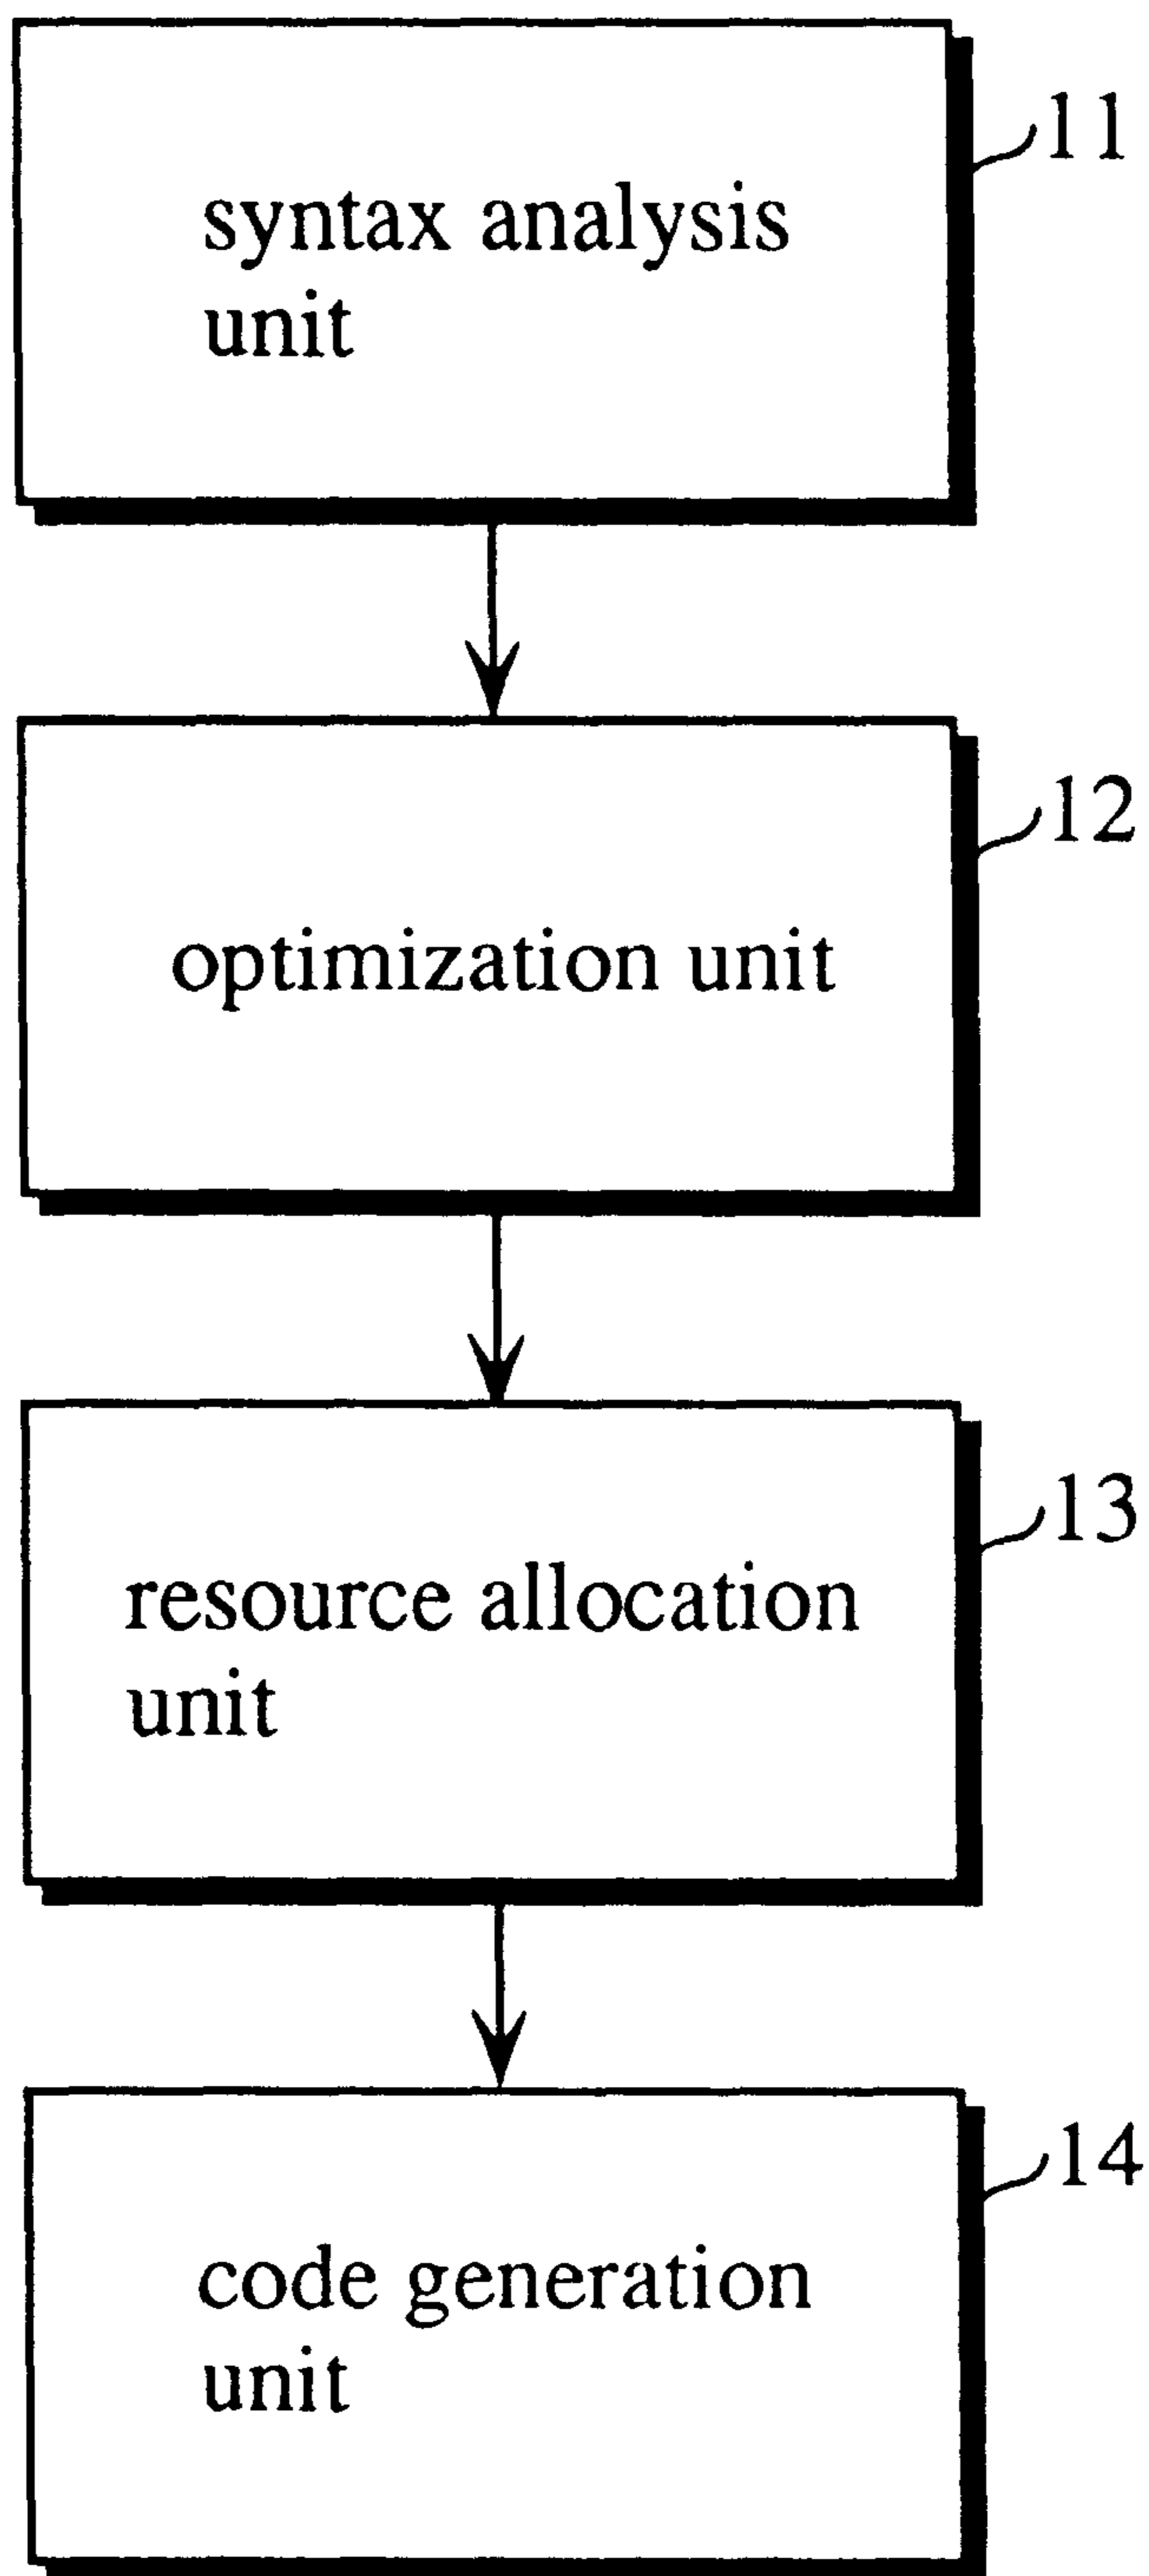 11
syntax analysis
unit
12
optimization unit
13
resource allocation
unit
14
code generation
unit